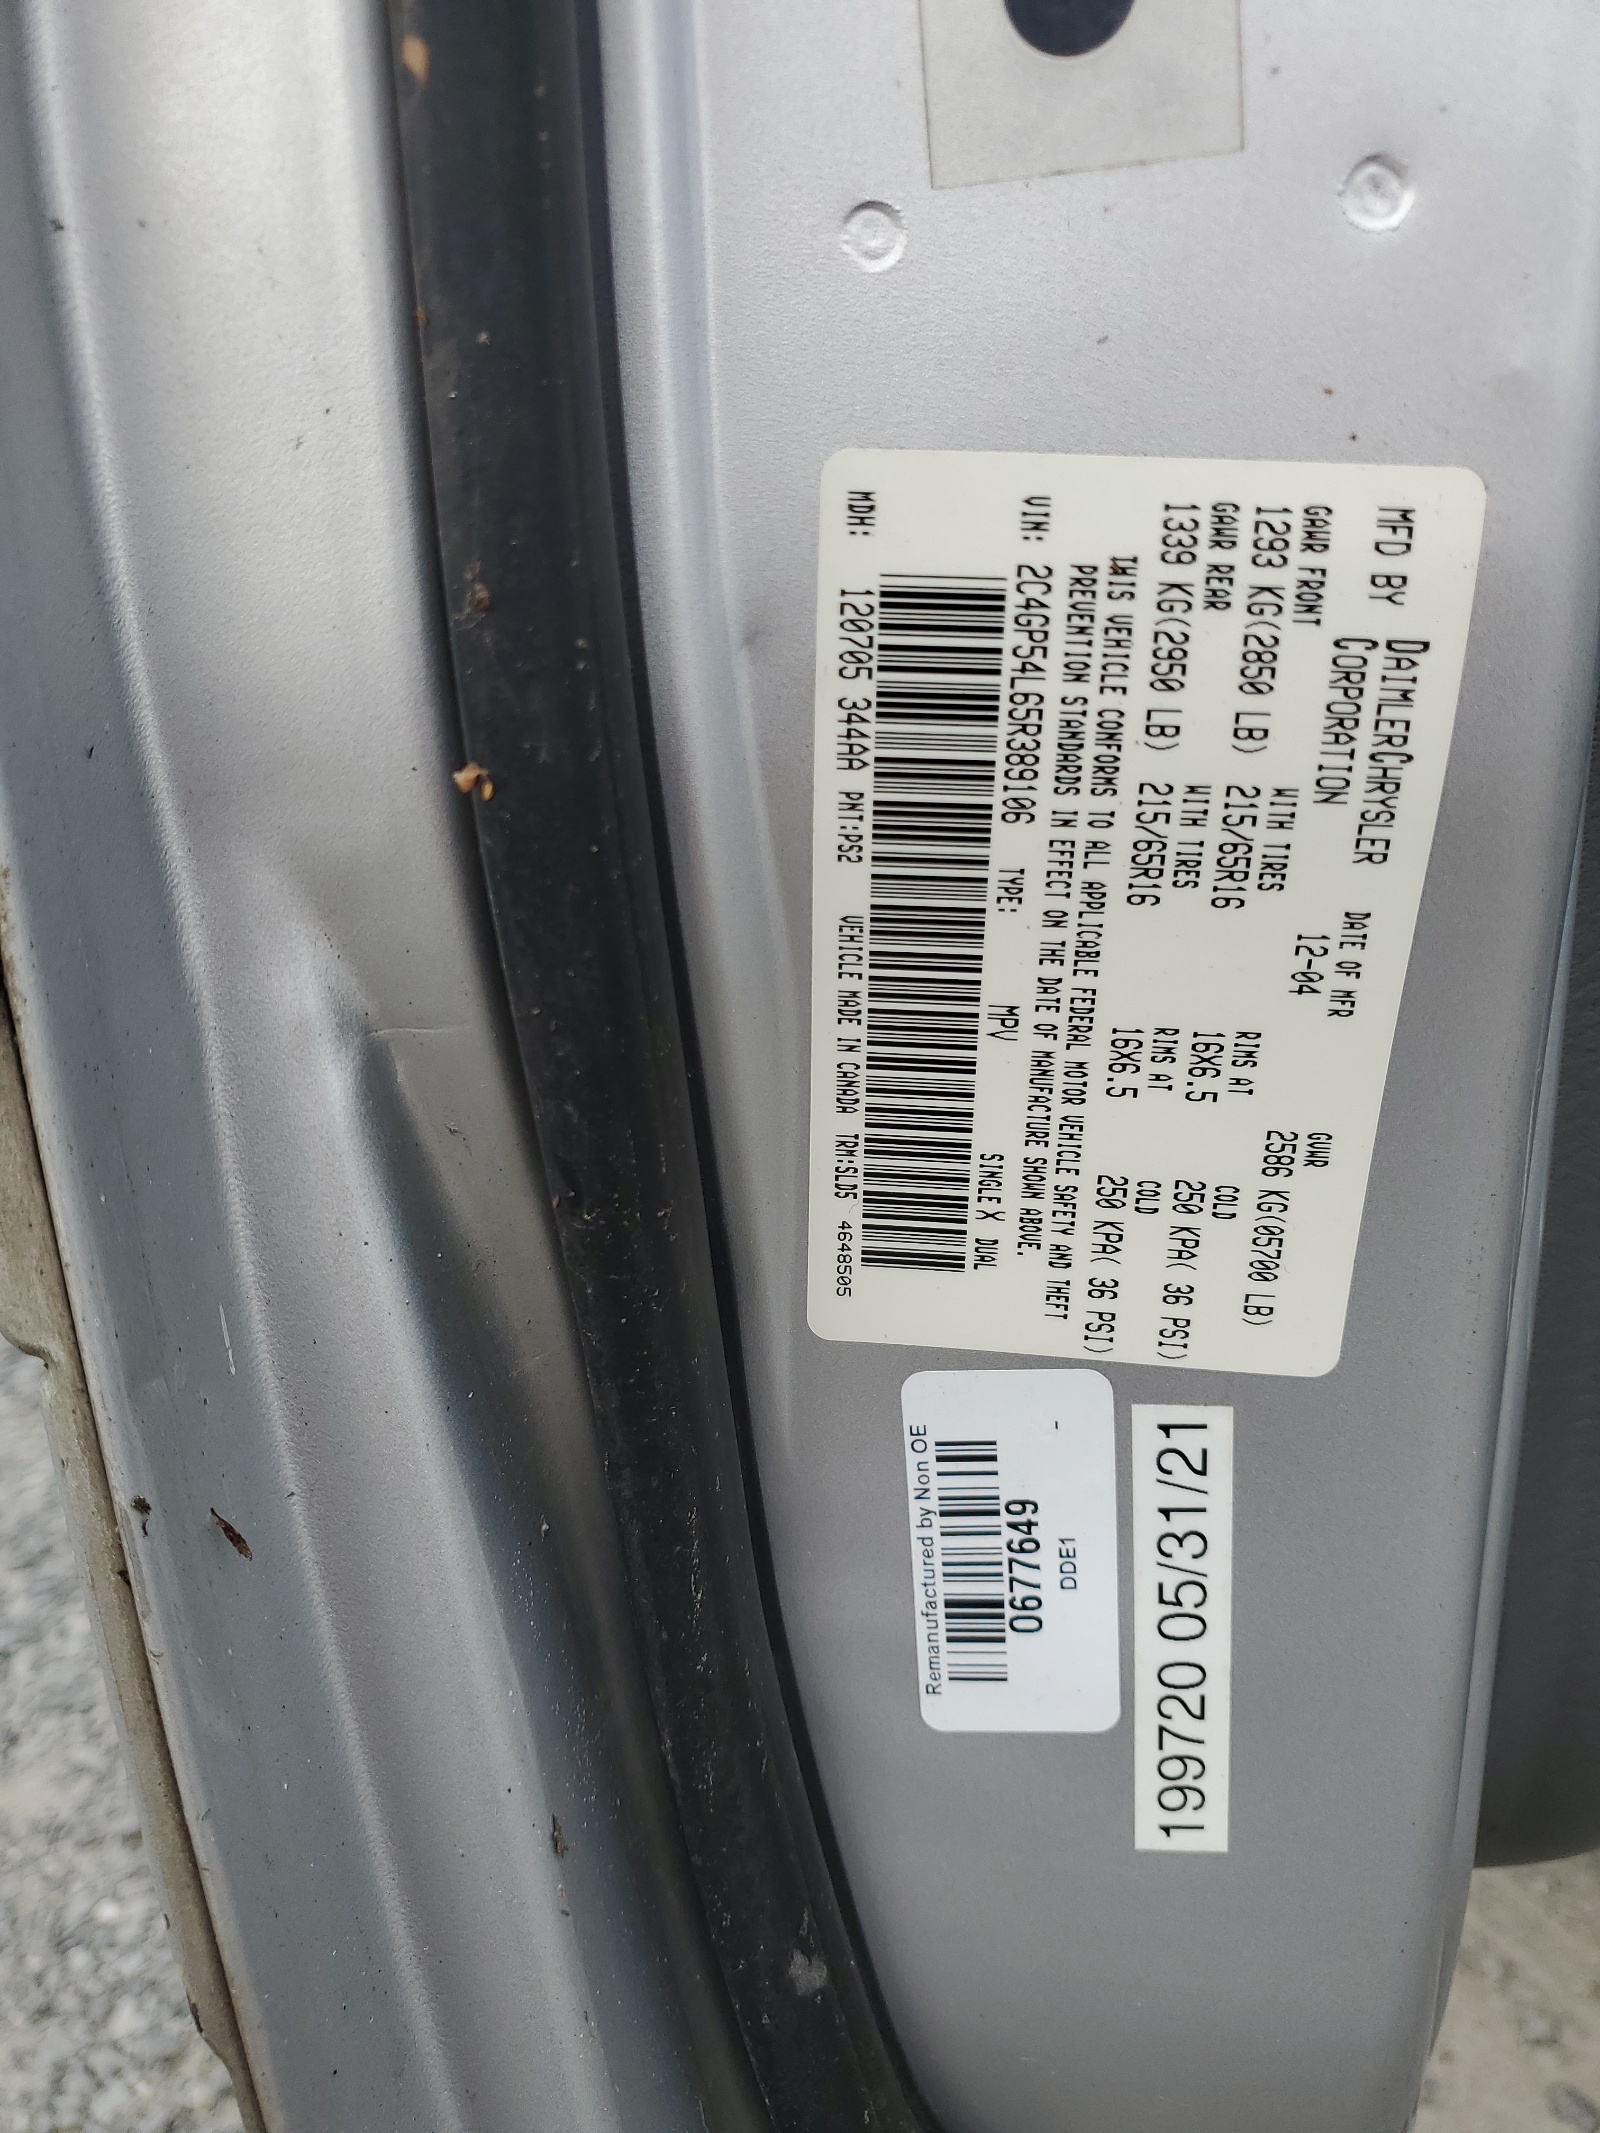 MFD BY DAIMLERCHRYSLER CORPORATION
DATE OF MFR 12-04
GVWR 2586 KG(05700 LB)
GAWR FRONT WITH TIRES RIMS AT COLD
1293 KG(2850 LB) 215/65R16 16X6.5 250 KPA( 36 PSI)
GAWR REAR WITH TIRES RIMS AT COLD
1339 KG(2950 LB) 215/65R16 16X6.5 250 KPA( 36 PSI)
THIS VEHICLE CONFORMS TO ALL APPLICABLE FEDERAL MOTOR VEHICLE SAFETY AND THEFT
PREVENTION STANDARDS IN EFFECT ON THE DATE OF MANUFACTURE SHOWN ABOVE.
VIN: 2C4GP54L65R389106 TYPE: MPV SINGLE X DUAL
MDH: 120705 344AA PNT:PS2 VEHICLE MADE IN CANADA TRM:SLD5 4648505
Remanufactured by Non OE
0677649
DDE1
-
199720 05/31/21